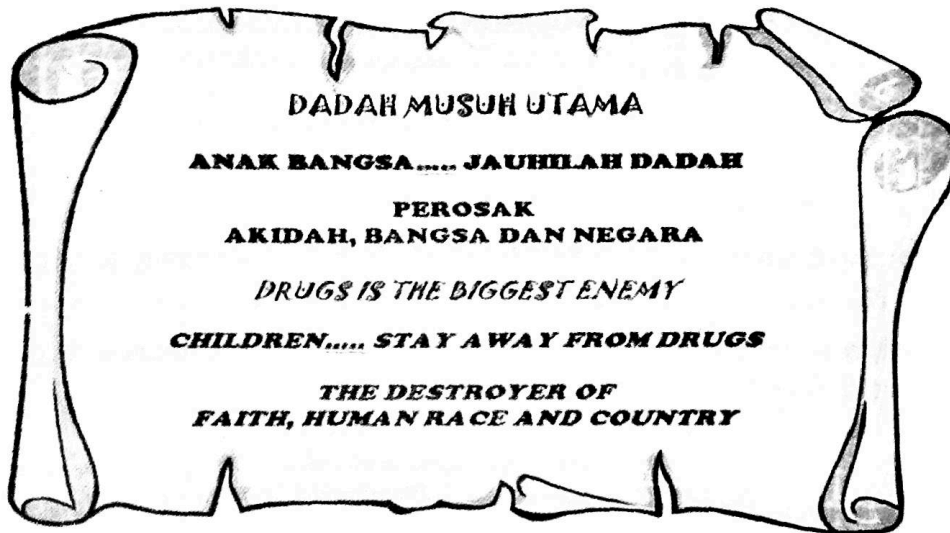 DADAH MUSUH UTAMA
ANAK BANGSA..... JAUHILAH DADAH
PEROSAK
AKIDAH, BANGSA DAN NEGARA
DRUGS IS THE BIGGEST ENEMY
CHILDREN..... STAY AWAY FROM DRUGS
THE DESTROYER OF
FAITH, HUMAN RACE AND COUNTRY